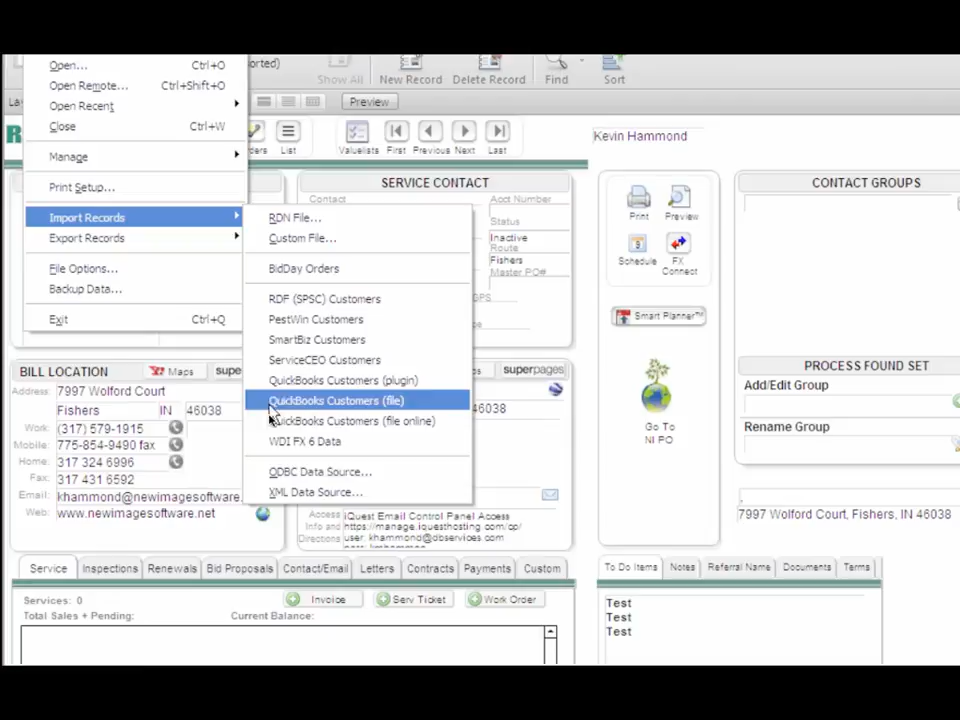 Open... Ctrl+O
orted)
Show All
New Record
Delete Record
Find
Sort
Open Remote... Ctrl+Shift+O
Open Recent
Preview
Close Ctrl+W
List
Valuelists
First
Previous
Next
Last
Kevin Hammond
Manage
Print Setup...
SERVICE CONTACT
CONTACT GROUPS
Contact
Acct Number
Import Records
Export Records
File Options...
Backup Data...
Exit Ctrl+Q
RDN File...
Custom File...
BidDay Orders
RDF (SPSC) Customers
PestWin Customers
SmartBiz Customers
ServiceCEO Customers
QuickBooks Customers (plugin)
QuickBooks Customers (file)
QuickBooks Customers (file online)
WDI FX 6 Data
ODBC Data Source...
XML Data Source...
Status
Inactive
Route
Fishers
Master PO#
GPS
Print
Preview
Schedule
FX
Connect
Smart Planner™
Go To
NI PO
PROCESS FOUND SET
Add/Edit Group
Rename Group
7997 Wolford Court, Fishers, IN 46038
BILL LOCATION
Maps
supe
superpages
Address: 7997 Wolford Court
Fishers IN 46038
46038
Work: (317) 579-1915
Mobile: 775-854-9490 fax
Home: 317 324 6996
Fax: 317 431 6592
Email: khammond@newimagesoftware.
Web: www.newimagesoftware.net
Access
Info and
Directions
iQuest Email Control Panel Access
https://manage.iquesthosting.com/cp/
user: khammond@dbservices.com
Service
Inspections
Renewals
Bid Proposals
Contact/Email
Letters
Contracts
Payments
Custom
To Do Items
Notes
Referral Name
Documents
Terms
Services: 0
Invoice
Serv Ticket
Work Order
Total Sales + Pending:
Current Balance:
Test
Test
Test